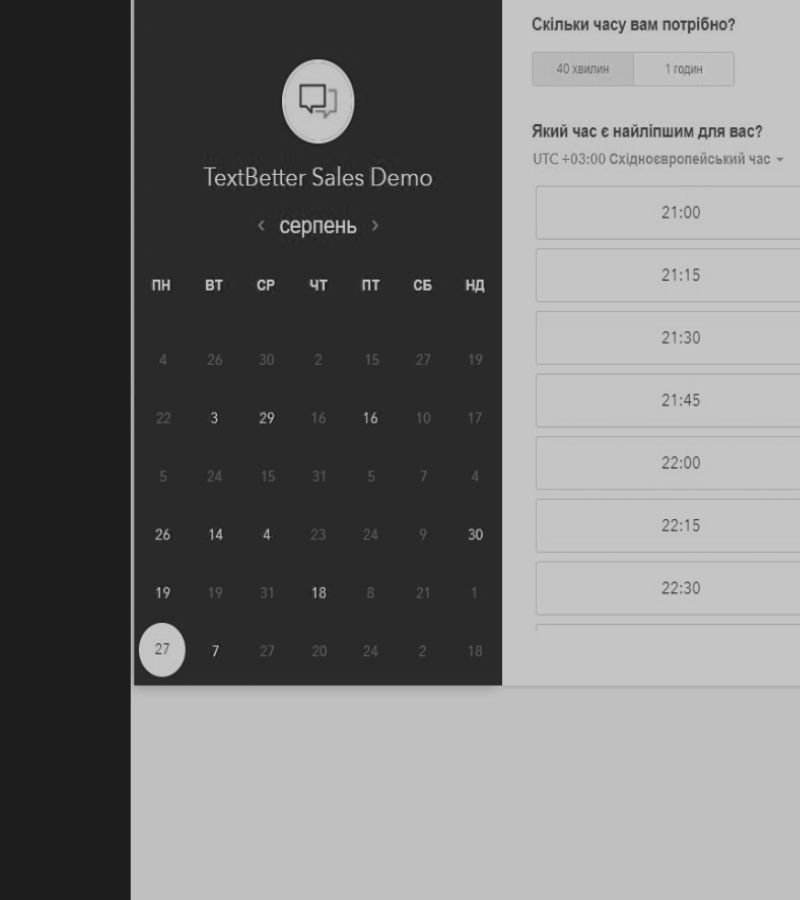 TextBetter Sales Demo
‹ серпень ›
ПН ВТ СР ЧТ ПТ СБ НД
4 26 30 2 15 27 19
22 3 29 16 16 10 17
5 24 15 31 5 7 4
26 14 4 23 24 9 30
19 19 31 18 8 21 1
27 7 27 20 24 2 18
Скільки часу вам потрібно?
40 хвилин 1 годин
Який час є найліпшим для вас?
UTC +03:00 Східноєвропейський час
21:00
21:15
21:30
21:45
22:00
22:15
22:30